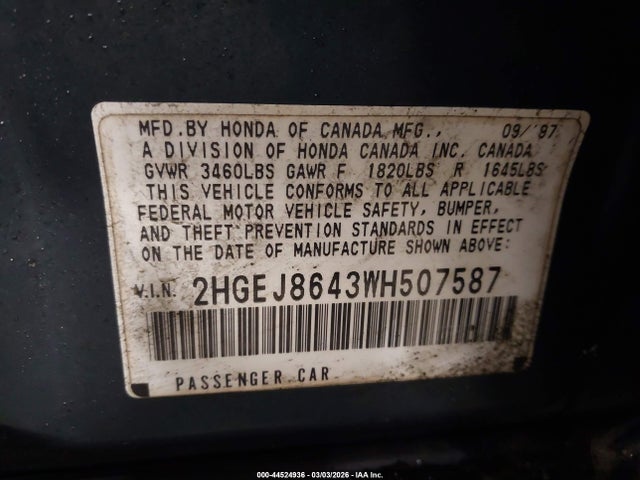 MFD.BY HONDA OF CANADA MFG., 09/'97
A DIVISION OF HONDA CANADA INC. CANADA
GVWR 3460LBS GAWR F 1820LBS R 1645LBS
THIS VEHICLE CONFORMS TO ALL APPLICABLE
FEDERAL MOTOR VEHICLE SAFETY, BUMPER,
AND THEFT PREVENTION STANDARDS IN EFFECT
ON THE DATE OF MANUFACTURE SHOWN ABOVE:
V.I.N. 2HGEJ8643WH507587
PASSENGER CAR
000-44524936 | 03/03/2026 | IAA Inc.